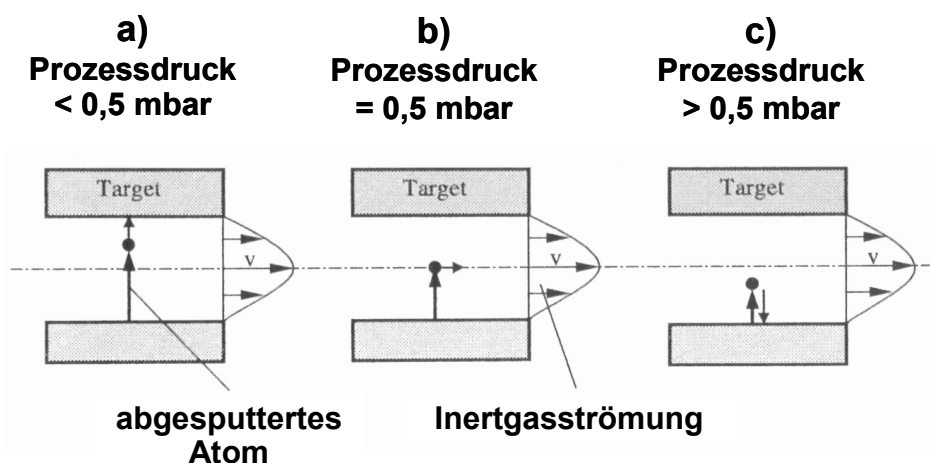 a)
Prozessdruck
< 0,5 mbar
b)
Prozessdruck
= 0,5 mbar
c)
Prozessdruck
> 0,5 mbar
Target
Target
Target
v
v
v
abgesputtertes
Atom
Inertgasströmung